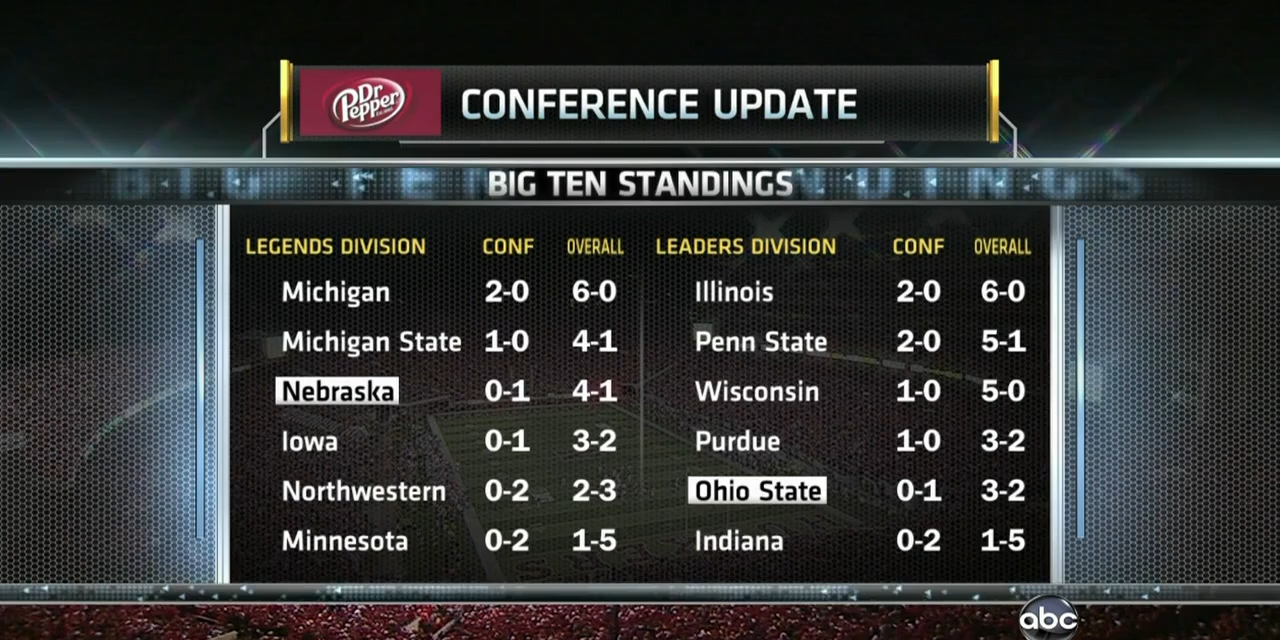 Dr Pepper
CONFERENCE UPDATE
BIG TEN STANDINGS
LEGENDS DIVISION CONF OVERALL LEADERS DIVISION CONF OVERALL
Michigan 2-0 6-0 Illinois 2-0 6-0
Michigan State 1-0 4-1 Penn State 2-0 5-1
Nebraska 0-1 4-1 Wisconsin 1-0 5-0
Iowa 0-1 3-2 Purdue 1-0 3-2
Northwestern 0-2 2-3 Ohio State 0-1 3-2
Minnesota 0-2 1-5 Indiana 0-2 1-5
abc